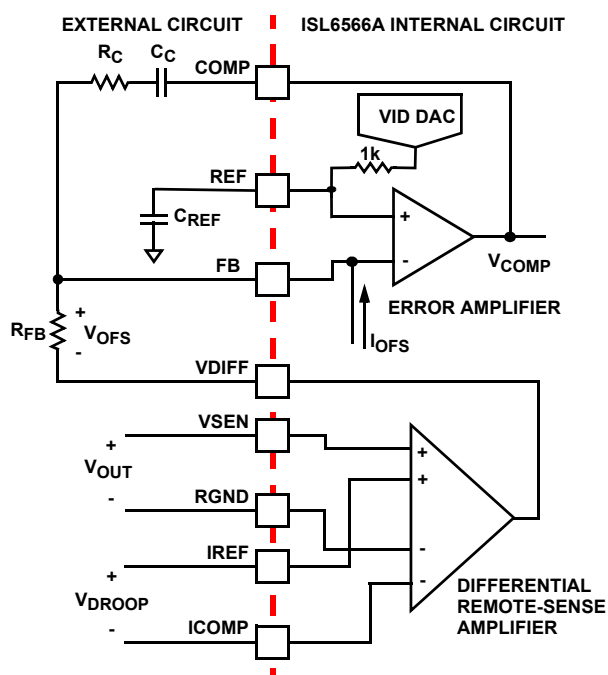 EXTERNAL CIRCUIT
ISL6566A INTERNAL CIRCUIT
RC
CC
COMP
VID DAC
1k
REF
+
CREF
-
FB
VCOMP
ERROR AMPLIFIER
+
RFB
VOFS
-
IOFS
VDIFF
VSEN
+
+
VOUT
+
-
RGND
IREF
-
+
VDROOP
-
-
ICOMP
DIFFERENTIAL
REMOTE-SENSE
AMPLIFIER